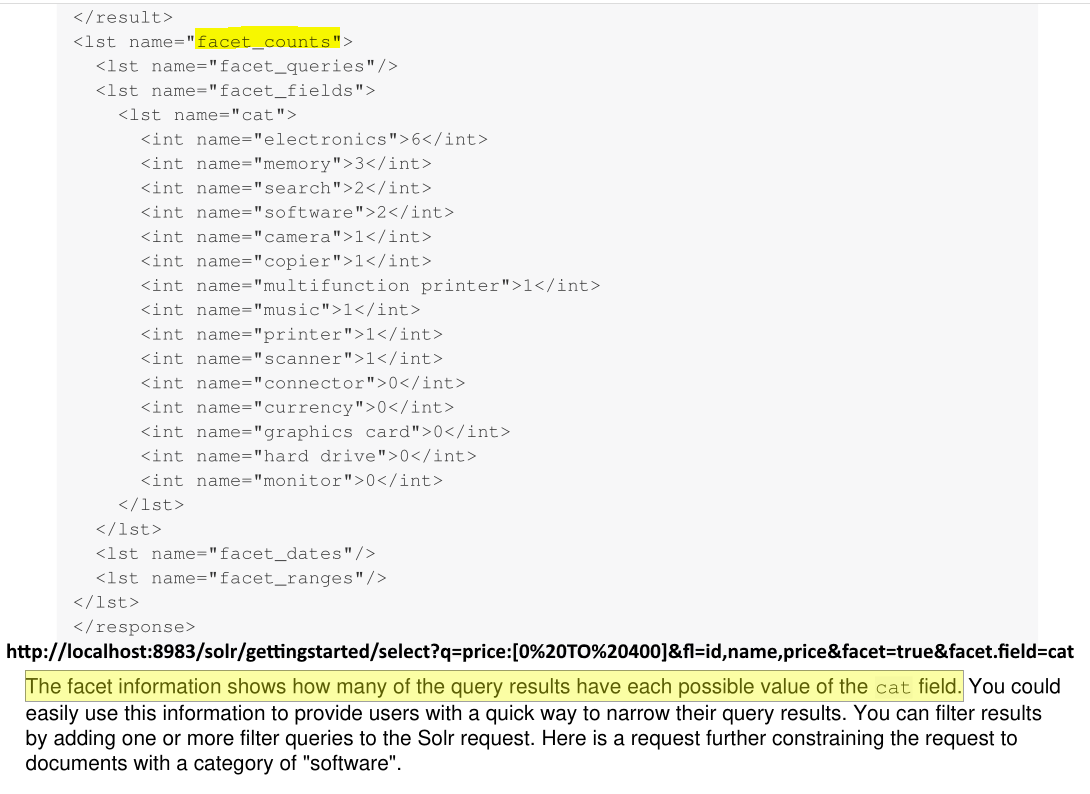 </result>
<lst name="facet_counts">
<lst name="facet_queries"/>
<lst name="facet_fields">
<lst name="cat">
<int name="electronics">6</int>
<int name="memory">3</int>
<int name="search">2</int>
<int name="software">2</int>
<int name="camera">1</int>
<int name="copier">1</int>
<int name="multifunction printer">1</int>
<int name="music">1</int>
<int name="printer">1</int>
<int name="scanner">1</int>
<int name="connector">0</int>
<int name="currency">0</int>
<int name="graphics card">0</int>
<int name="hard drive">0</int>
<int name="monitor">0</int>
</lst>
</lst>
<lst name="facet_dates"/>
<lst name="facet_ranges"/>
</lst>
</response>
http://localhost:8983/solr/gettingstarted/select?q=price:[0%20TO%20400]&fl=id,name,price&facet=true&facet.field=cat
The facet information shows how many of the query results have each possible value of the cat field. You could
easily use this information to provide users with a quick way to narrow their query results. You can filter results
by adding one or more filter queries to the Solr request. Here is a request further constraining the request to
documents with a category of "software".